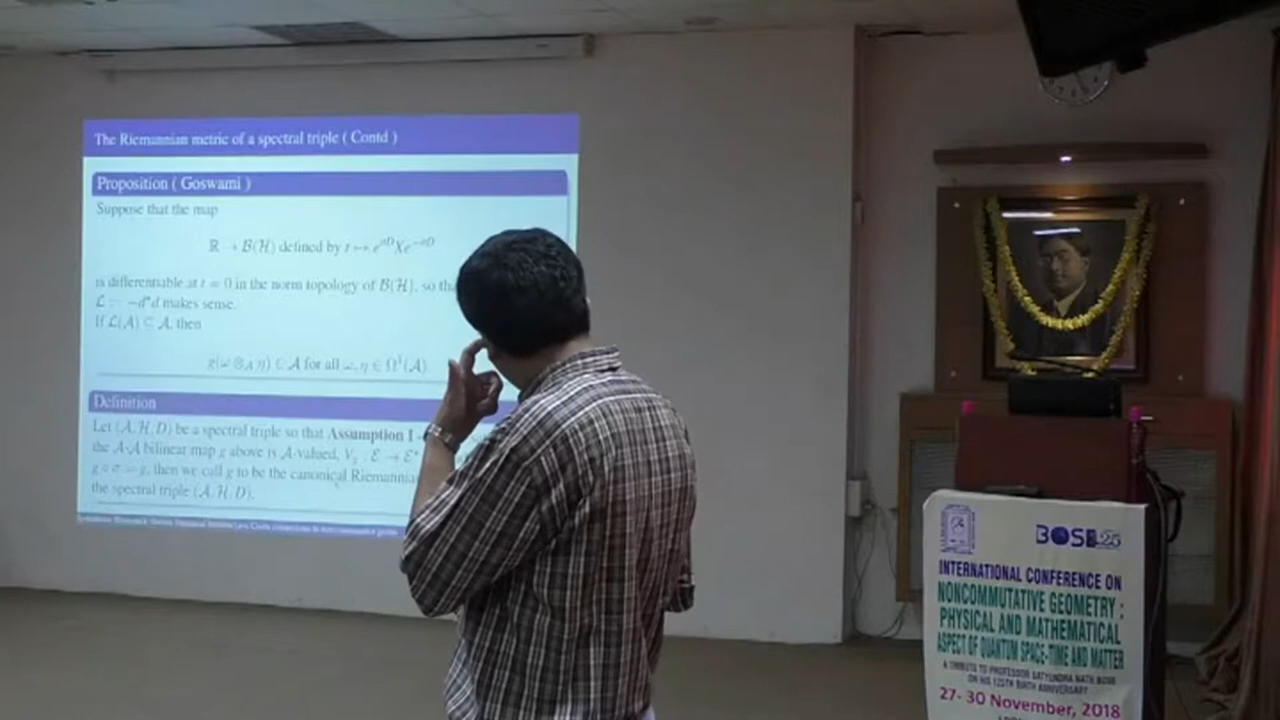 The Riemannian metric of a spectral triple ( Contd )
Proposition ( Goswami )
Suppose that the map
ℝ → B(H) defined by t ↦ e^{itD}Xe^{-itD}
is differentiable at t = 0 in the norm topology of B(H), so tha
L = −d*d makes sense.
If L(A) ⊆ A, then
g(ω ⊗_A η) ∈ A for all ω, η ∈ Ω¹(A).
Definition
Let (A, H, D) be a spectral triple so that Assumption I
the A-A bilinear map g above is A-valued, V_g : E → E*
g ∘ σ = g, then we call g to be the canonical Riemannia
the spectral triple (A, H, D).
BOSE 125
INTERNATIONAL CONFERENCE ON
NONCOMMUTATIVE GEOMETRY :
PHYSICAL AND MATHEMATICAL
ASPECT OF QUANTUM SPACE-TIME AND MATTER
A TRIBUTE TO PROFESSOR SATYENDRA NATH BOSE
ON HIS 125TH BIRTH ANNIVERSARY
27- 30 November, 2018